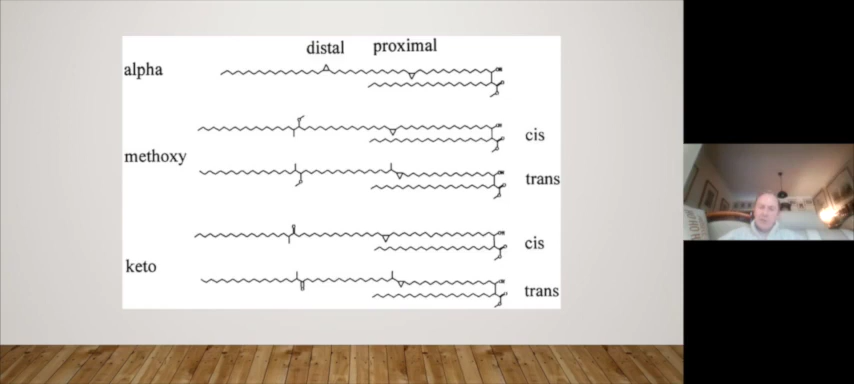 distal proximal
alpha
cis
methoxy
trans
cis
keto
trans